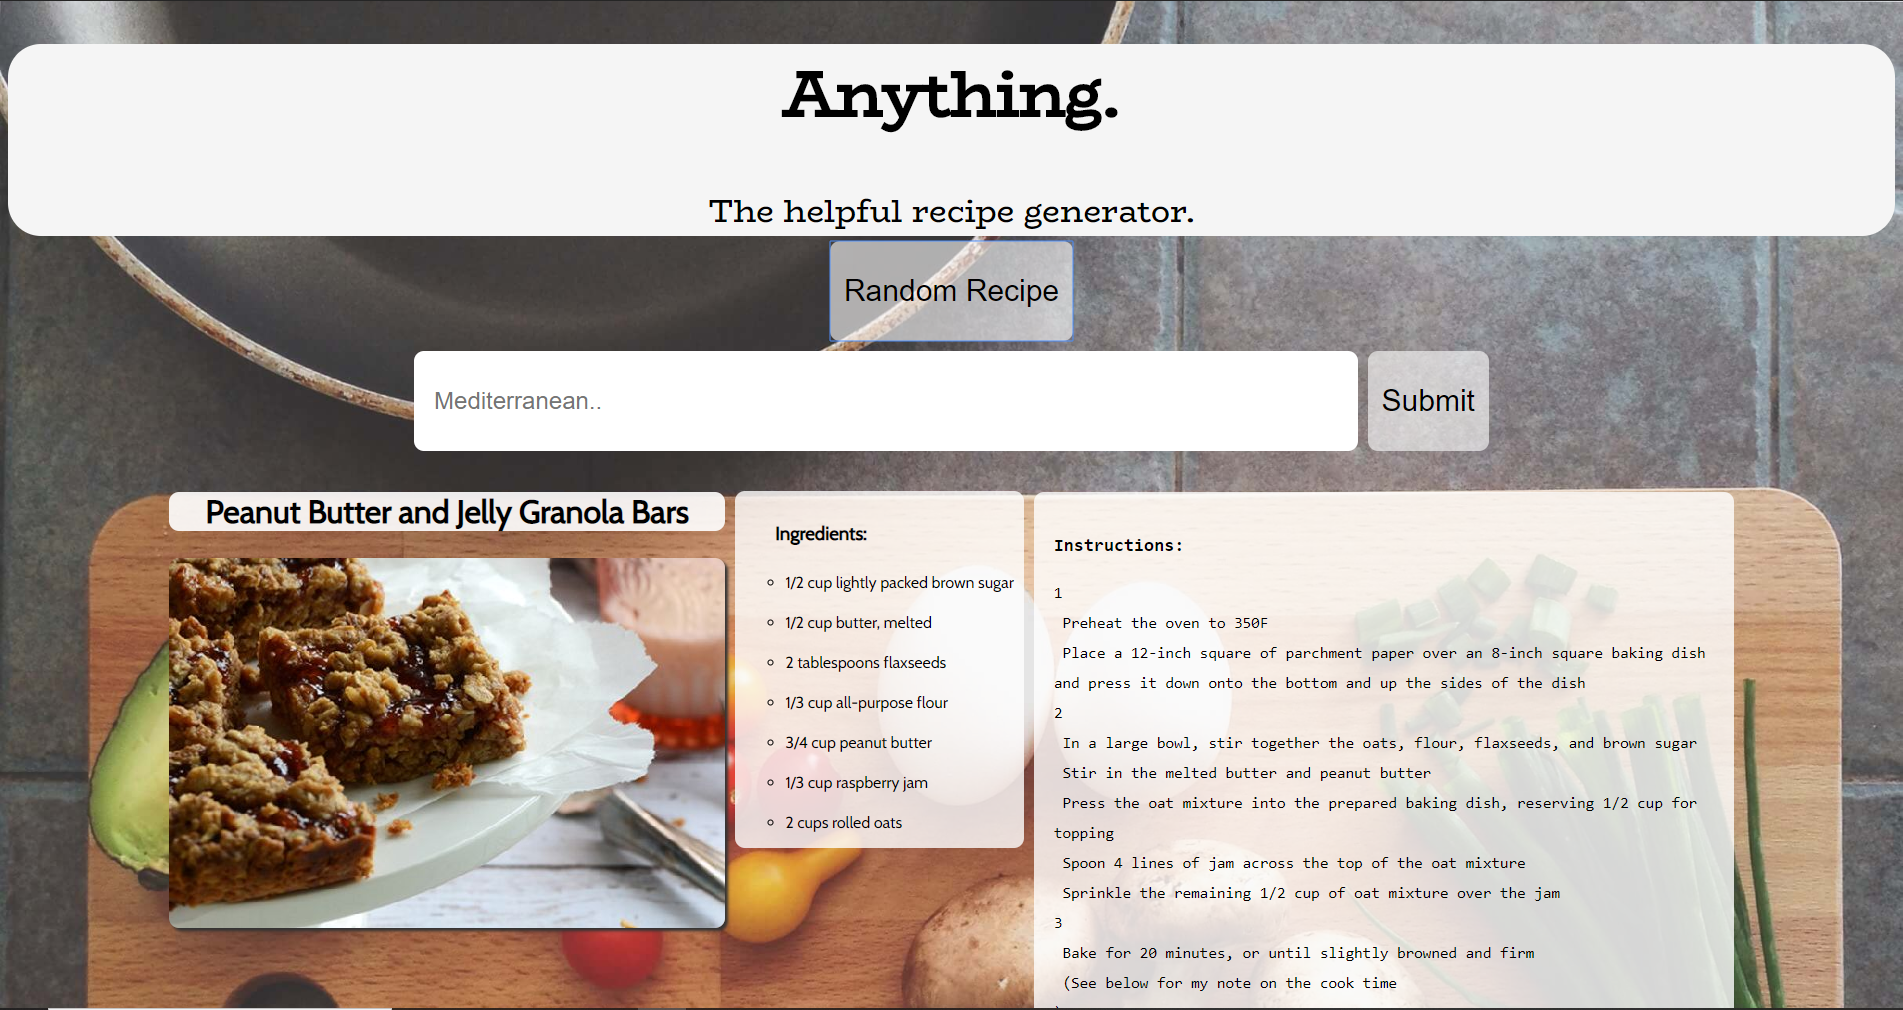 Anything.
The helpful recipe generator.
Random Recipe
Mediterranean..
Submit
Peanut Butter and Jelly Granola Bars
Ingredients:
1/2 cup lightly packed brown sugar
1/2 cup butter, melted
2 tablespoons flaxseeds
1/3 cup all-purpose flour
3/4 cup peanut butter
1/3 cup raspberry jam
2 cups rolled oats
Instructions:
1
Preheat the oven to 350F
Place a 12-inch square of parchment paper over an 8-inch square baking dish
and press it down onto the bottom and up the sides of the dish
2
In a large bowl, stir together the oats, flour, flaxseeds, and brown sugar
Stir in the melted butter and peanut butter
Press the oat mixture into the prepared baking dish, reserving 1/2 cup for
topping
Spoon 4 lines of jam across the top of the oat mixture
Sprinkle the remaining 1/2 cup of oat mixture over the jam
3
Bake for 20 minutes, or until slightly browned and firm
(See below for my note on the cook time